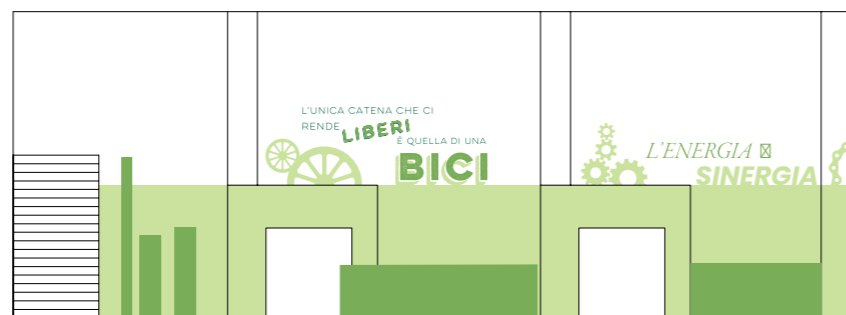 L'UNICA CATENA CHE CI
RENDE LIBERI
È QUELLA DI UNA
BICI
L'ENERGIA
SINERGIA